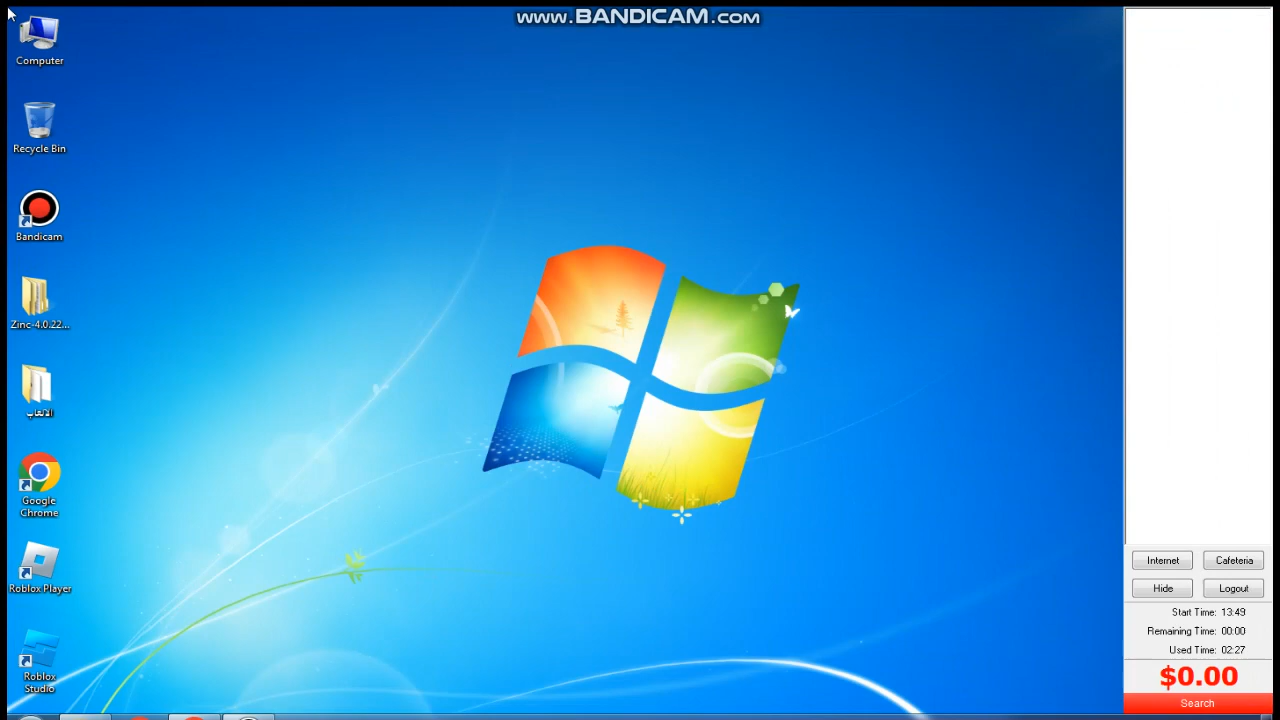 www.BANDICAM.com
Computer
Recycle Bin
Bandicam
Zinc-4.0.22...
الالعاب
Google
Chrome
Roblox Player
Roblox
Studio
Internet
Cafeteria
Hide
Logout
Start Time: 13:49
Remaining Time: 00:00
Used Time: 02:27
$0.00
Search